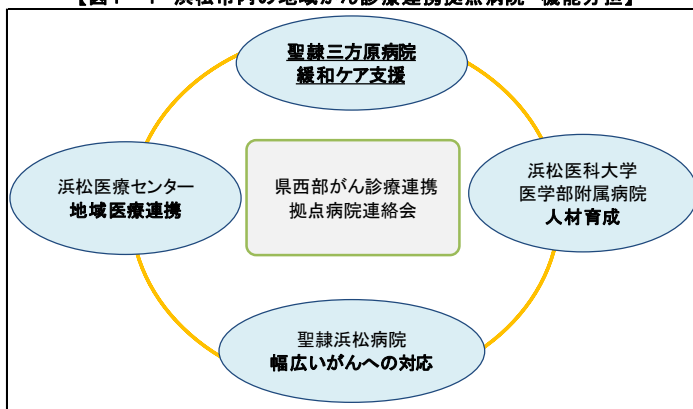 聖隷三方原病院
緩和ケア支援
浜松医療センター
地域医療連携
県西部がん診療連携
拠点病院連絡会
浜松医科大学
医学部附属病院
人材育成
聖隷浜松病院
幅広いがんへの対応